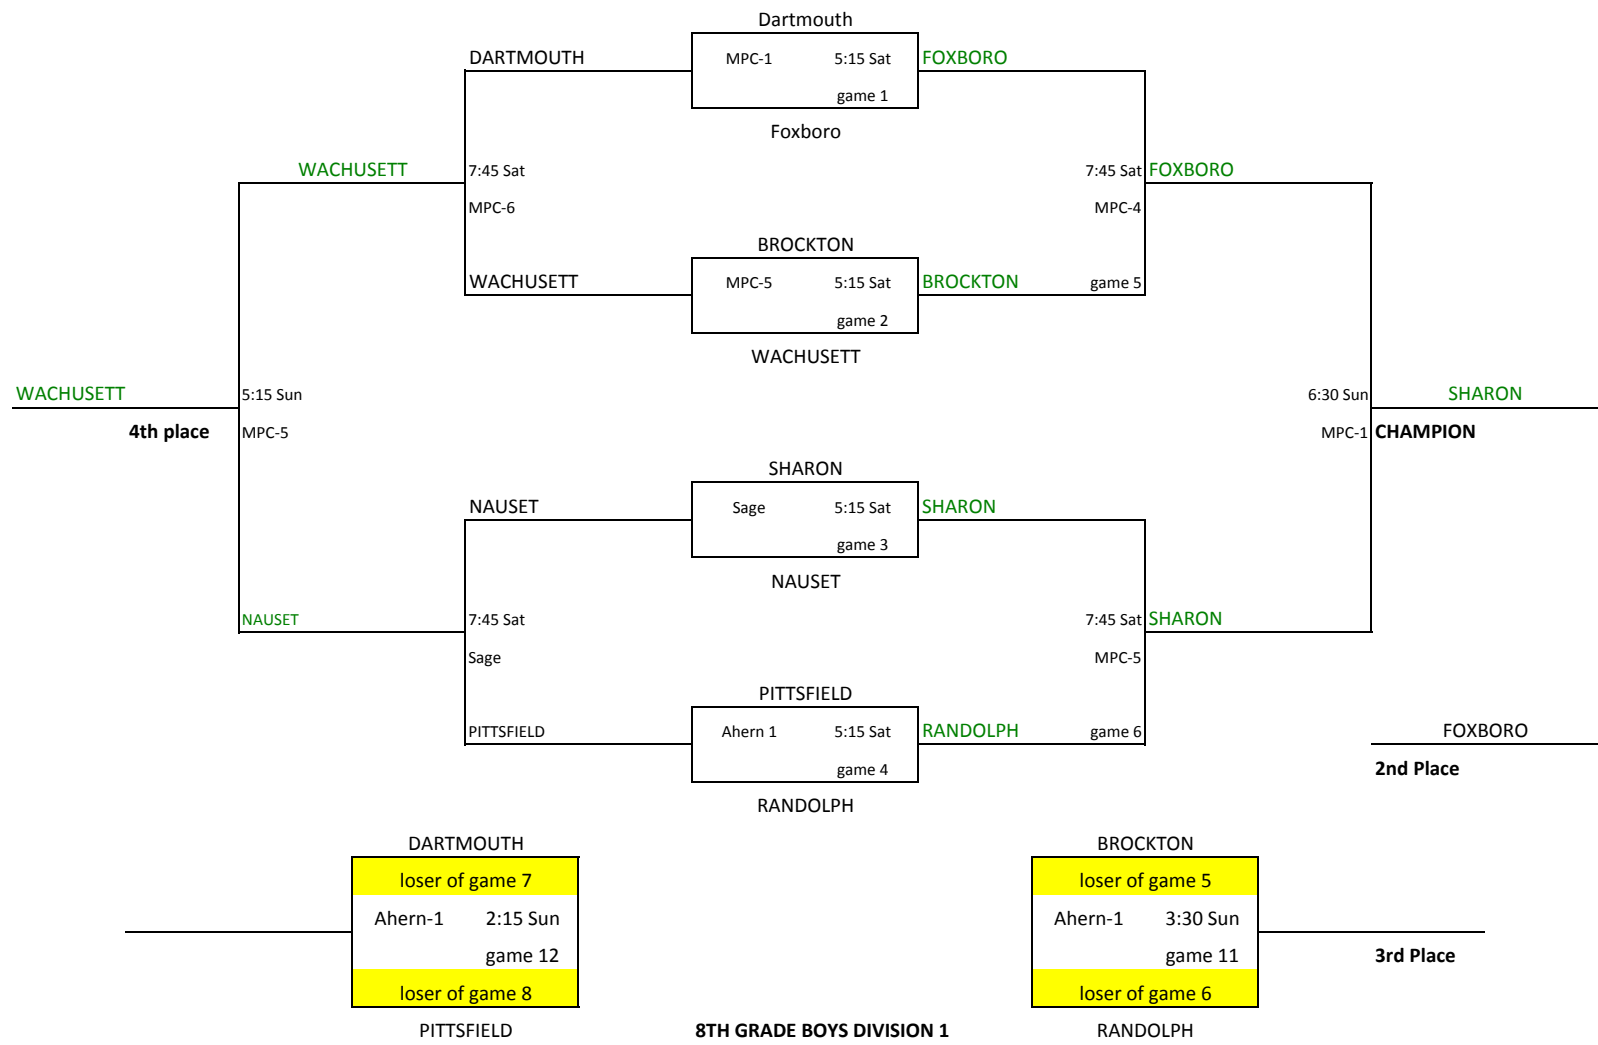 Dartmouth
DARTMOUTH MPC-1 5:15 Sat FOXBORO
game 1
Foxboro
WACHUSETT 7:45 Sat 7:45 Sat FOXBORO
MPC-6 MPC-4
BROCKTON
WACHUSETT MPC-5 5:15 Sat BROCKTON game 5
game 2
WACHUSETT
WACHUSETT 5:15 Sun 6:30 Sun SHARON
4th place MPC-5 MPC-1 CHAMPION
SHARON
NAUSET Sage 5:15 Sat SHARON
game 3
NAUSET
NAUSET 7:45 Sat 7:45 Sat SHARON
Sage MPC-5
PITTSFIELD
PITTSFIELD Ahern 1 5:15 Sat RANDOLPH game 6 FOXBORO
game 4 2nd Place
RANDOLPH
DARTMOUTH BROCKTON
loser of game 7 loser of game 5
Ahern-1 2:15 Sun Ahern-1 3:30 Sun
game 12 game 11 3rd Place
loser of game 8 loser of game 6
PITTSFIELD 8TH GRADE BOYS DIVISION 1 RANDOLPH